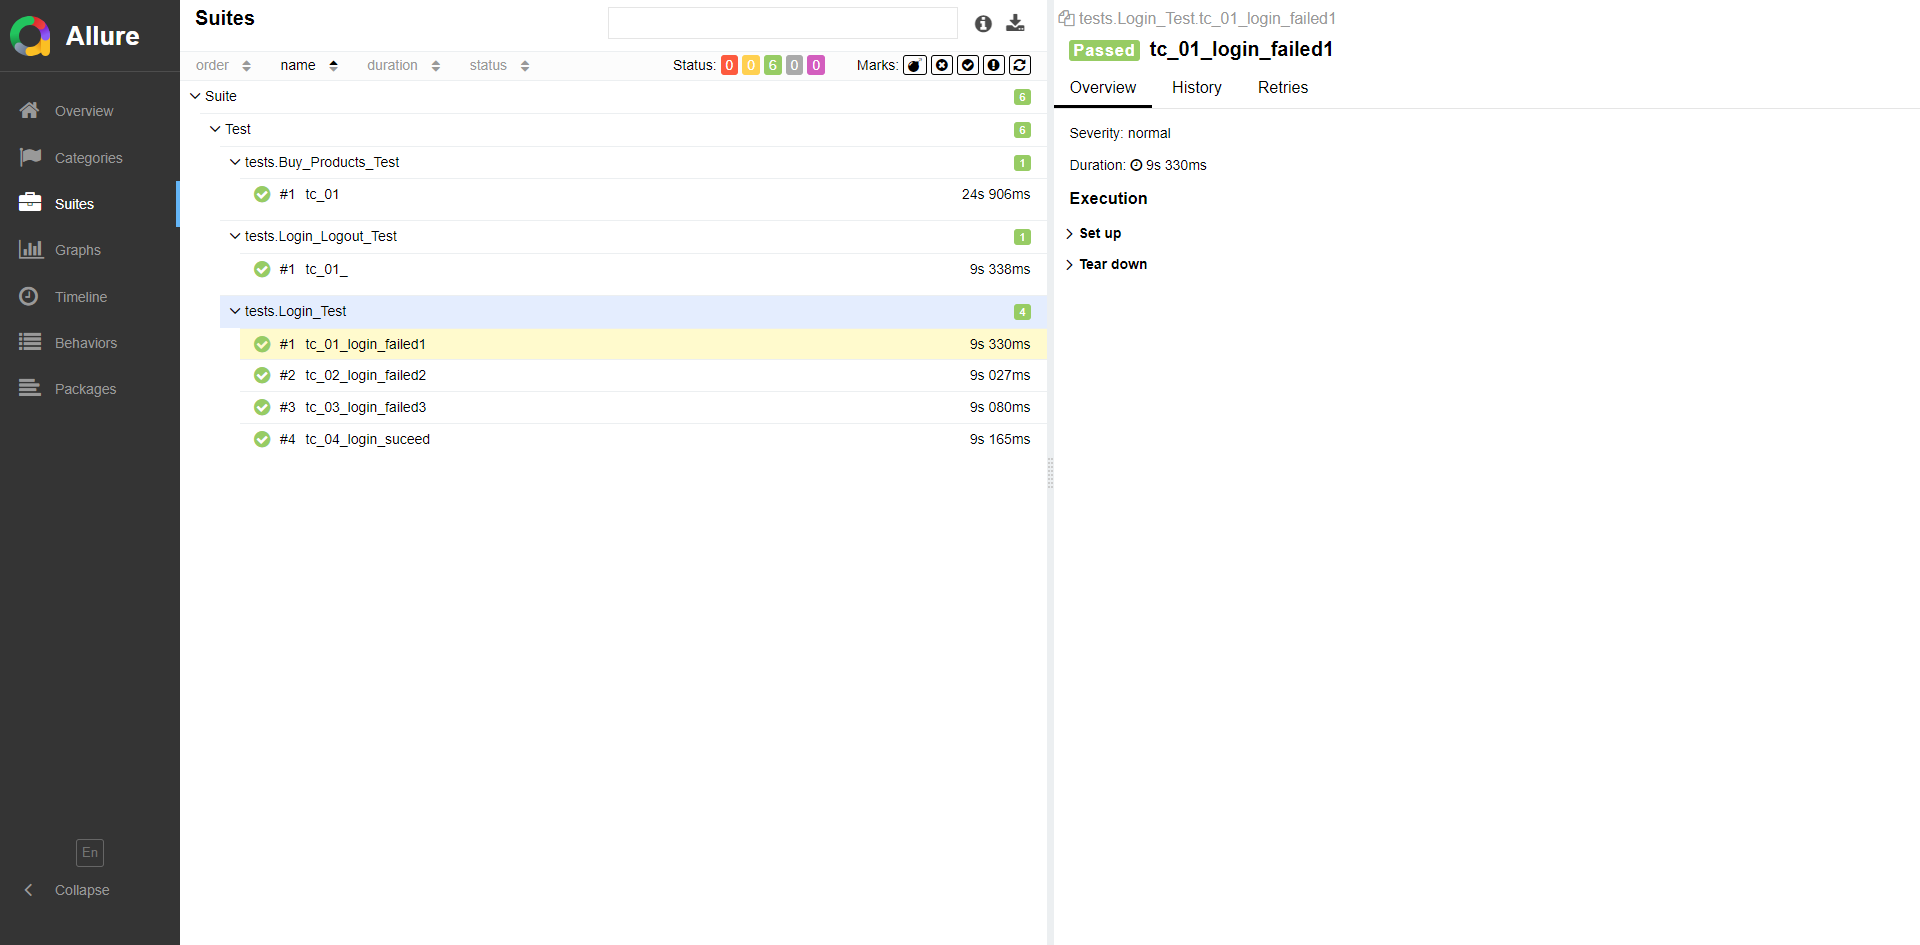 Allure
Overview
Categories
Suites
Graphs
Timeline
Behaviors
Packages
En
Collapse
Suites
order name duration status Status: 0 0 6 0 0 Marks:
Suite 6
Test 6
tests.Buy_Products_Test 1
#1 tc_01 24s 906ms
tests.Login_Logout_Test 1
#1 tc_01_ 9s 338ms
tests.Login_Test 4
#1 tc_01_login_failed1 9s 330ms
#2 tc_02_login_failed2 9s 027ms
#3 tc_03_login_failed3 9s 080ms
#4 tc_04_login_suceed 9s 165ms
tests.Login_Test.tc_01_login_failed1
Passed tc_01_login_failed1
Overview History Retries
Severity: normal
Duration: 9s 330ms
Execution
Set up
Tear down